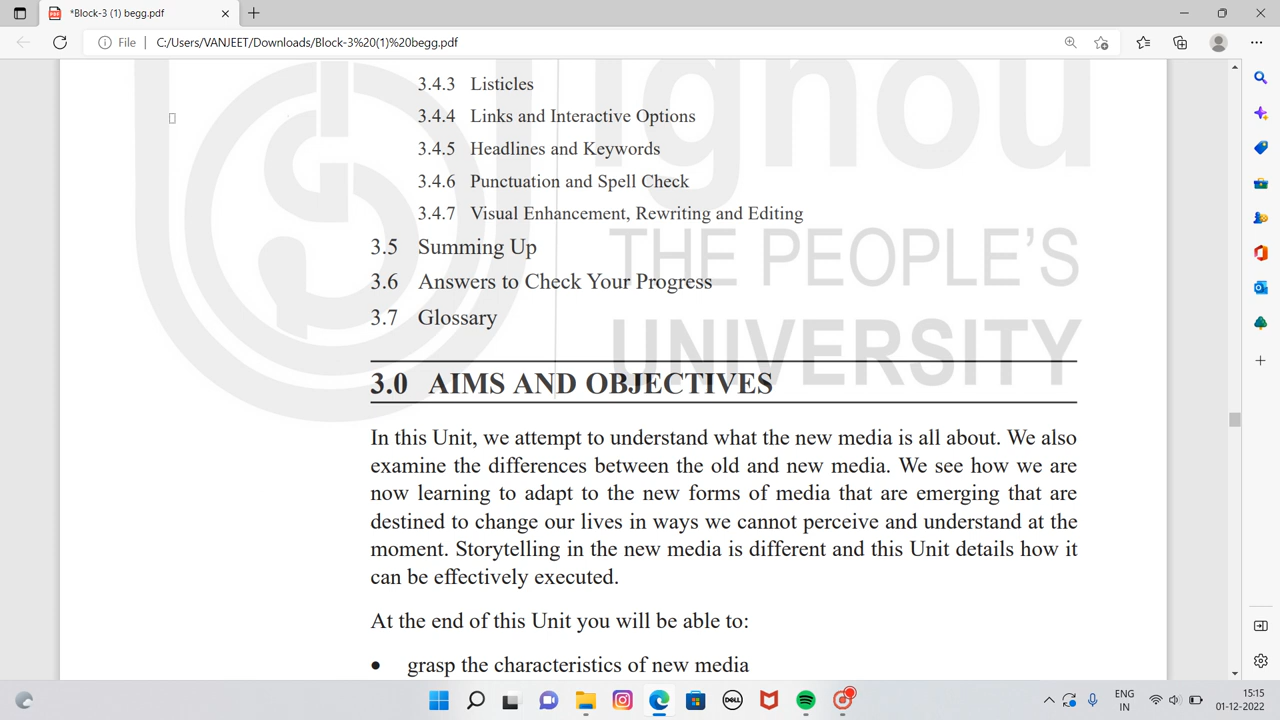 *Block-3 (1) begg.pdf
File
C:/Users/VANJEET/Downloads/Block-3%20(1)%20begg.pdf
ignou
THE PEOPLE'S
UNIVERSITY
3.4.3 Listicles
3.4.4 Links and Interactive Options
3.4.5 Headlines and Keywords
3.4.6 Punctuation and Spell Check
3.4.7 Visual Enhancement, Rewriting and Editing
3.5 Summing Up
3.6 Answers to Check Your Progress
3.7 Glossary
3.0 AIMS AND OBJECTIVES
In this Unit, we attempt to understand what the new media is all about. We also
examine the differences between the old and new media. We see how we are
now learning to adapt to the new forms of media that are emerging that are
destined to change our lives in ways we cannot perceive and understand at the
moment. Storytelling in the new media is different and this Unit details how it
can be effectively executed.
At the end of this Unit you will be able to:
• grasp the characteristics of new media
DELL
ENG
IN
15:15
01-12-2022